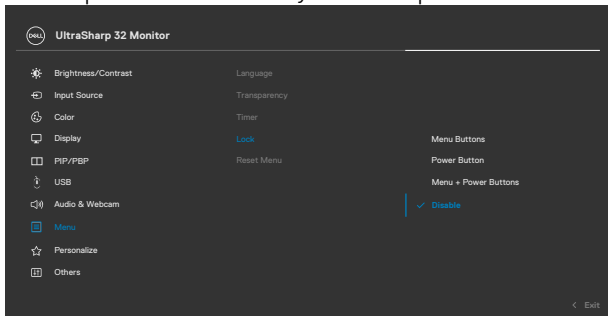 DELL
UltraSharp 32 Monitor
Brightness/Contrast
Language
Input Source
Transparency
Color
Timer
Display
Lock
Menu Buttons
PIP/PBP
Reset Menu
Power Button
USB
Menu + Power Buttons
Audio & Webcam
Disable
Menu
Personalize
Others
Exit